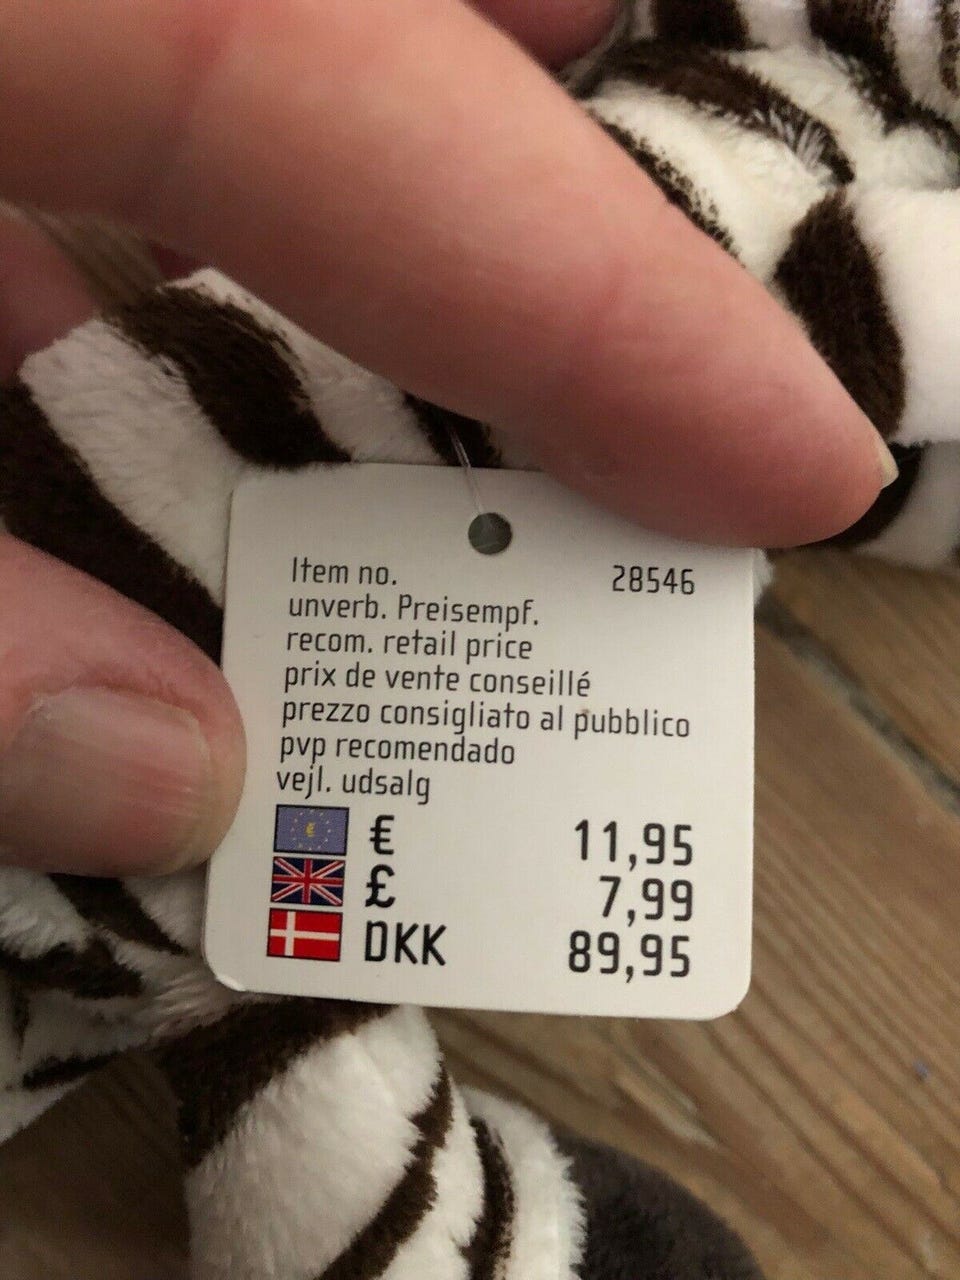 Item no. 28546
unverb. Preisempf.
recom. retail price
prix de vente conseillé
prezzo consigliato al pubblico
pvp recomendado
vejl. udsalg
€ 11,95
£ 7,99
DKK 89,95